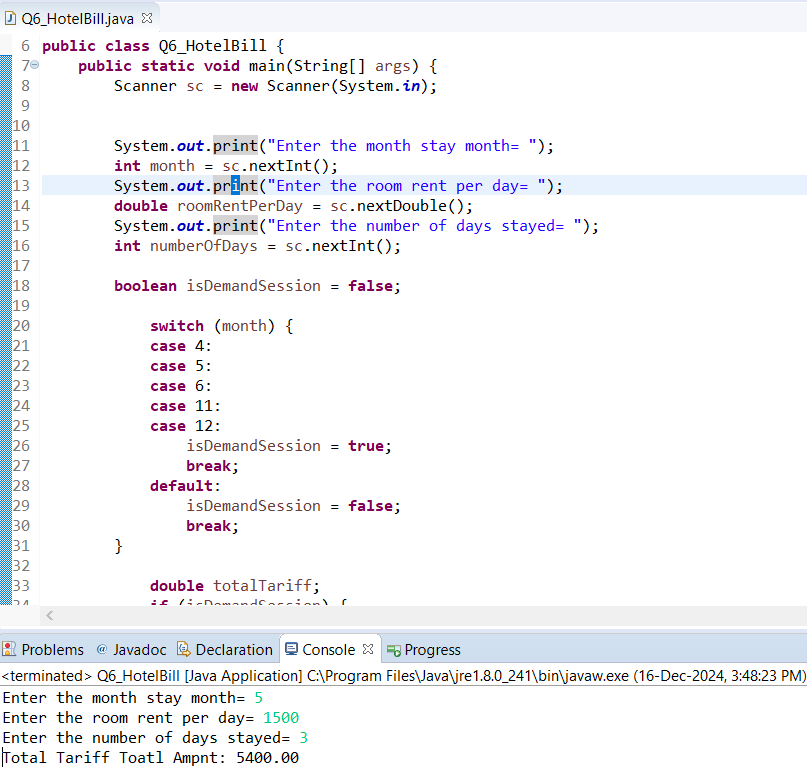 Q6_HotelBill.java
6 public class Q6_HotelBill {
7 public static void main(String[] args) {
8 Scanner sc = new Scanner(System.in);
9
10
11 System.out.print("Enter the month stay month= ");
12 int month = sc.nextInt();
13 System.out.print("Enter the room rent per day= ");
14 double roomRentPerDay = sc.nextDouble();
15 System.out.print("Enter the number of days stayed= ");
16 int numberOfDays = sc.nextInt();
17
18 boolean isDemandSession = false;
19
20 switch (month) {
21 case 4:
22 case 5:
23 case 6:
24 case 11:
25 case 12:
26 isDemandSession = true;
27 break;
28 default:
29 isDemandSession = false;
30 break;
31 }
32
33 double totalTariff;
34 if (isDemandSession) {
Problems @ Javadoc Declaration Console Progress
<terminated> Q6_HotelBill [Java Application] C:\Program Files\Java\jre1.8.0_241\bin\javaw.exe (16-Dec-2024, 3:48:23 PM)
Enter the month stay month= 5
Enter the room rent per day= 1500
Enter the number of days stayed= 3
Total Tariff Toatl Ampnt: 5400.00